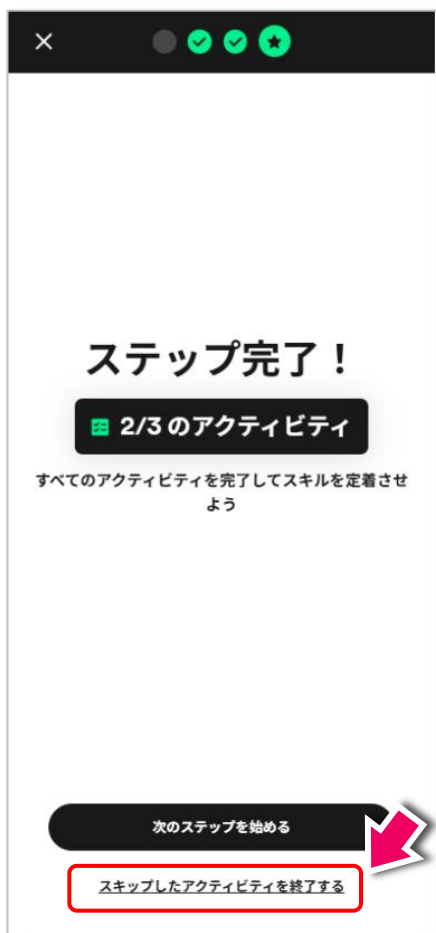 ステップ完了！
2/3 のアクティビティ
すべてのアクティビティを完了してスキルを定着させ
よう
次のステップを始める
スキップしたアクティビティを終了する